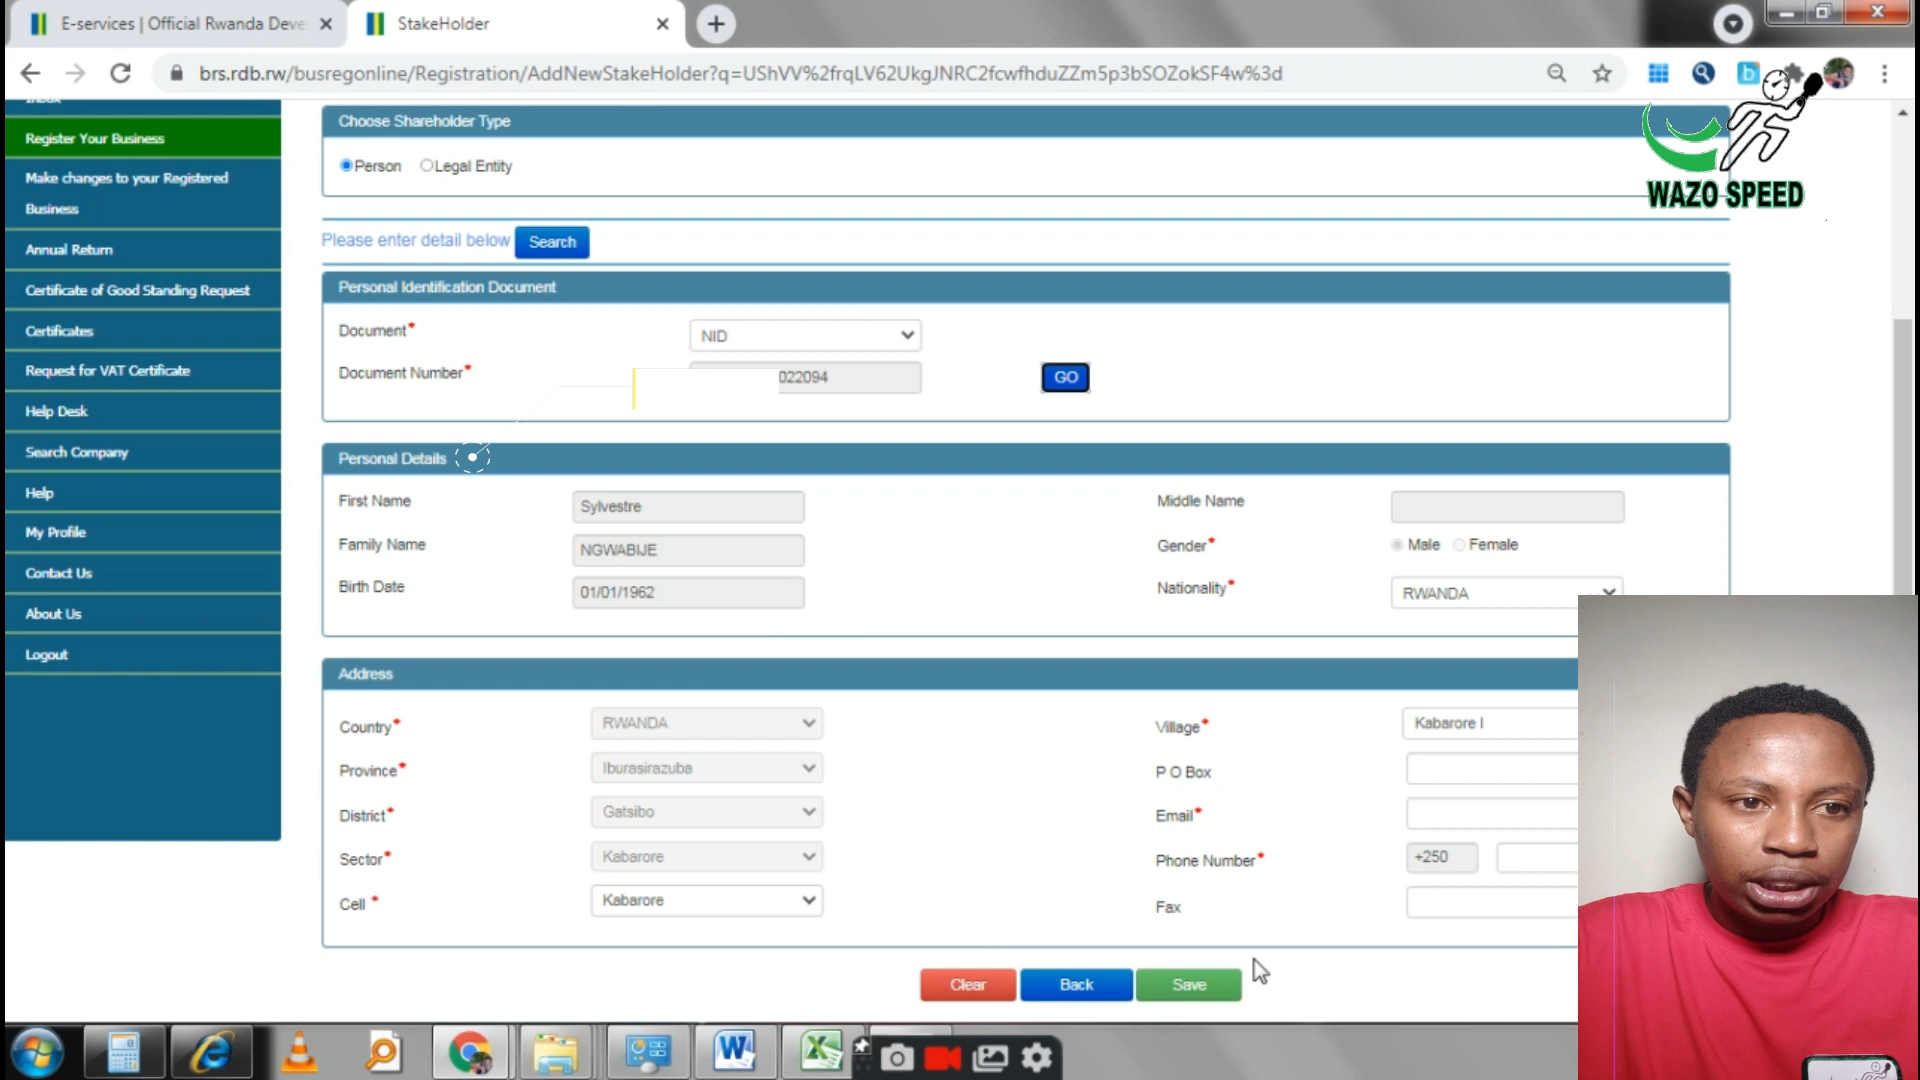 E-services | Official Rwanda Deve
StakeHolder
brs.rdb.rw/busregonline/Registration/AddNewStakeHolder?q=UShVV%2frqLV62UkgJNRC2fcwfhduZZm5p3bSOZokSF4w%3d
WAZO SPEED
Inbox
Register Your Business
Make changes to your Registered
Business
Annual Return
Certificate of Good Standing Request
Certificates
Request for VAT Certificate
Help Desk
Search Company
Help
My Profile
Contact Us
About Us
Logout
Choose Shareholder Type
Person Legal Entity
Please enter detail below Search
Personal Identification Document
Document* NID
Document Number* 022094 GO
Personal Details
First Name Sylvestre Middle Name
Family Name NGWABIJE Gender* Male Female
Birth Date 01/01/1962 Nationality* RWANDA
Address
Country* RWANDA Village* Kabarore I
Province* Iburasirazuba P O Box
District* Gatsibo Email*
Sector* Kabarore Phone Number* +250
Cell * Kabarore Fax
Clear Back Save